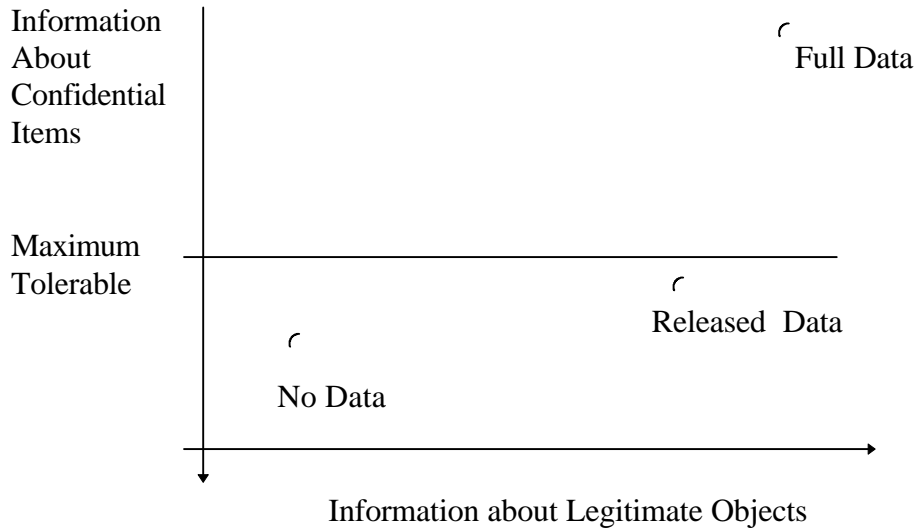 Information
About
Confidential
Items
Full Data
Maximum
Tolerable
Released Data
No Data
Information about Legitimate Objects